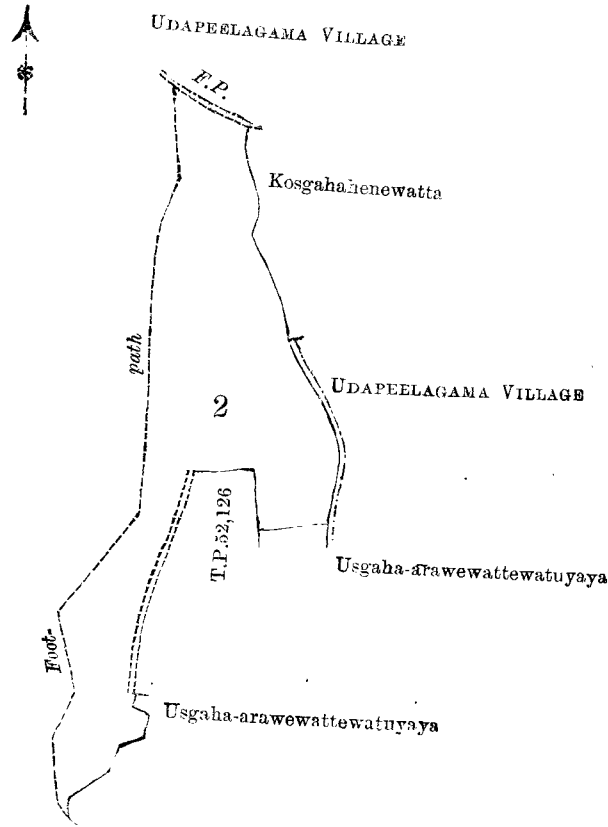 UDAPEELAGAMA VILLAGE
F.P.
Kosgahahenewatta
path
UDAPEELAGAMA VILLAGE
2
T.P.52,126
Usgaha-arawewattewatuyaya
Foot-
Usgaha-arawewattewatuyaya